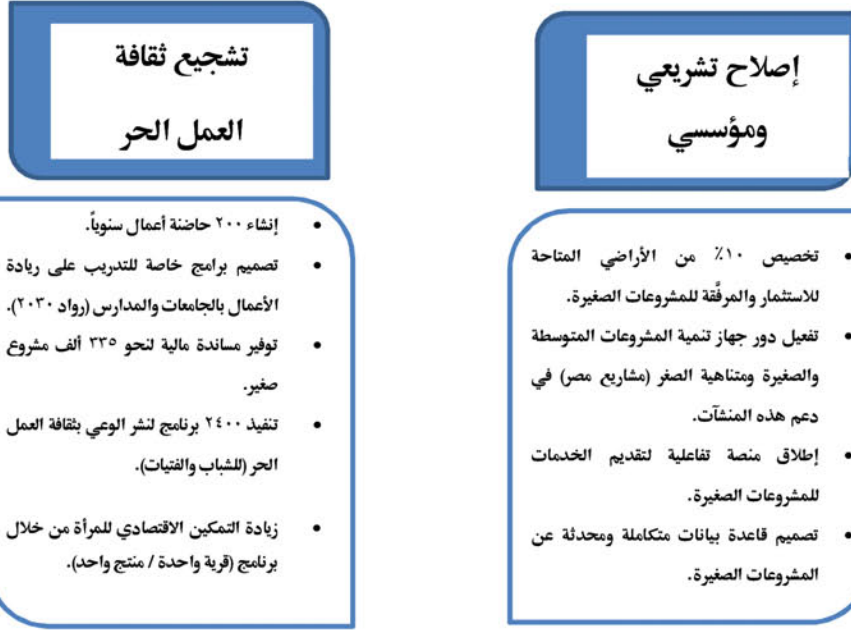 إصلاح تشريعي
ومؤسسي
• تخصيص ١٠٪ من الأراضي المتاحة
للاستثمار والمرفَّقة للمشروعات الصغيرة.
• تفعيل دور جهاز تنمية المشروعات المتوسطة
والصغيرة ومتناهية الصغر (مشاريع مصر) في
دعم هذه المنشآت.
• إطلاق منصة تفاعلية لتقديم الخدمات
للمشروعات الصغيرة.
• تصميم قاعدة بيانات متكاملة ومحدثة عن
المشروعات الصغيرة.
تشجيع ثقافة
العمل الحر
• إنشاء ٢٠٠ حاضنة أعمال سنوياً.
• تصميم برامج خاصة للتدريب على ريادة
الأعمال بالجامعات والمدارس (رواد ٢٠٣٠).
• توفير مساندة مالية لنحو ٣٣٥ ألف مشروع
صغير.
• تنفيذ ٢٤٠٠ برنامج لنشر الوعي بثقافة العمل
الحر (للشباب والفتيات).
• زيادة التمكين الاقتصادي للمرأة من خلال
برنامج (قرية واحدة / منتج واحد).